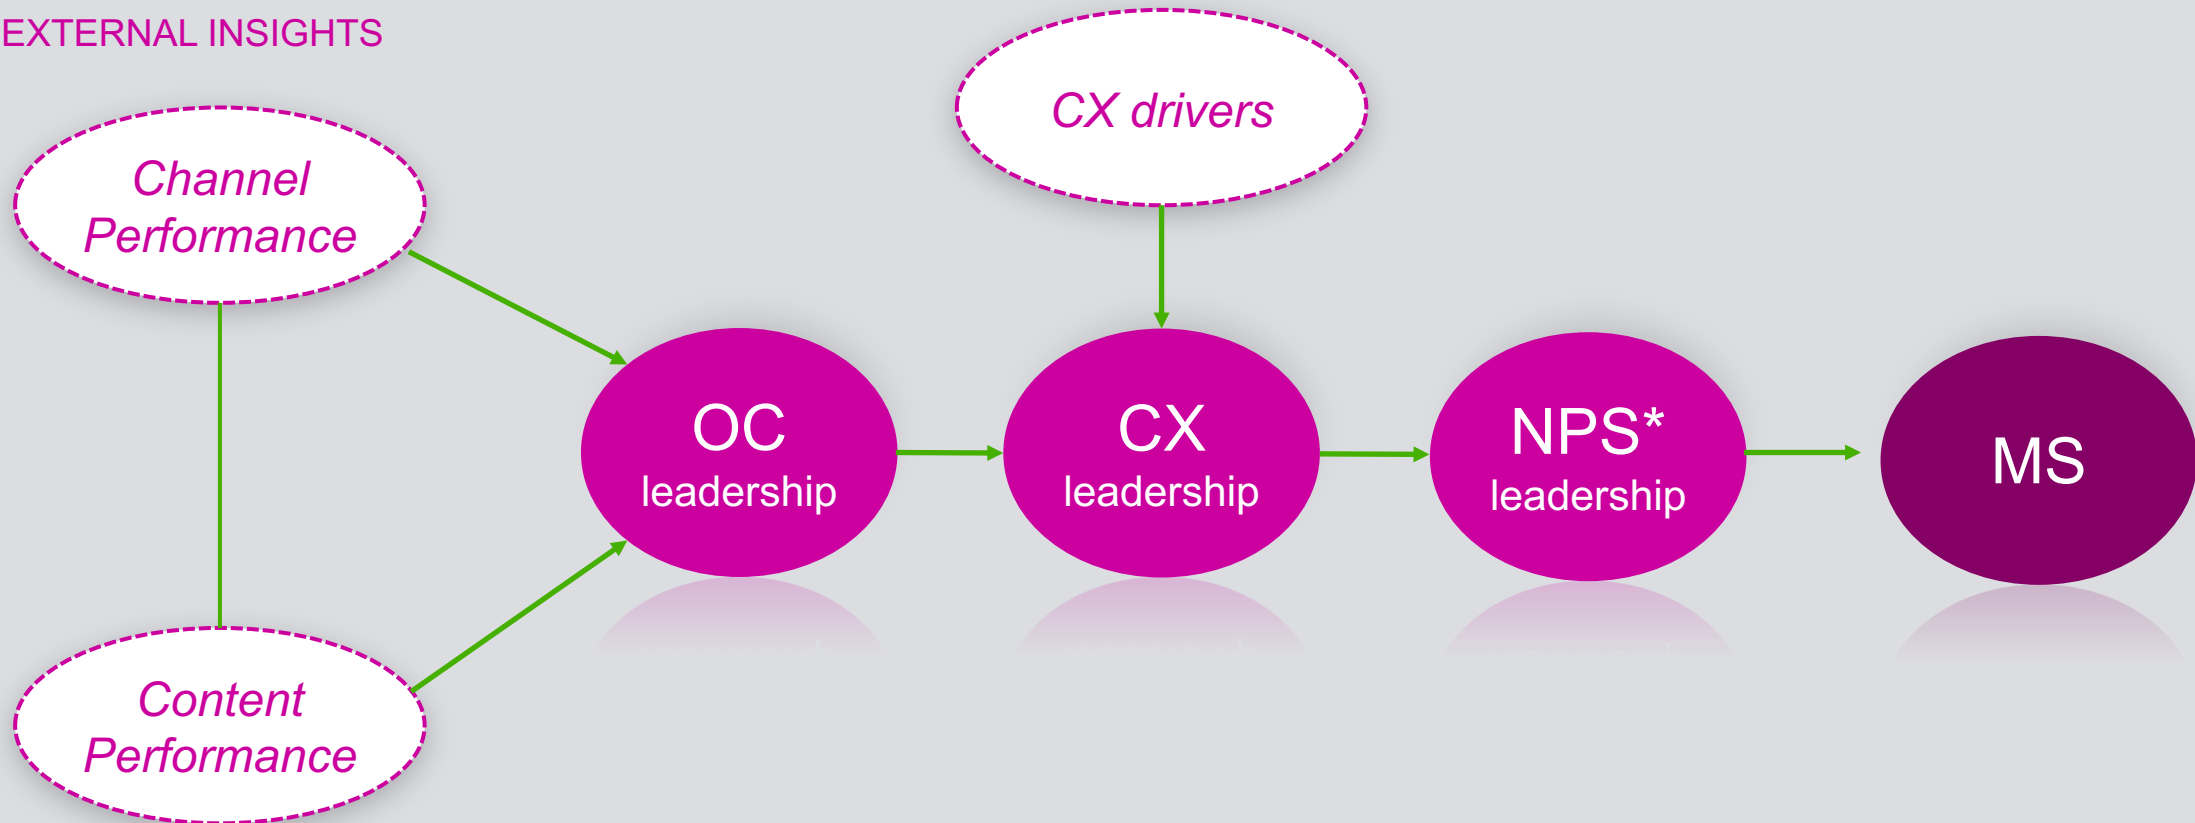 EXTERNAL INSIGHTS
CX drivers
Channel
Performance
OC
leadership
CX
leadership
NPS*
leadership
MS
Content
Performance